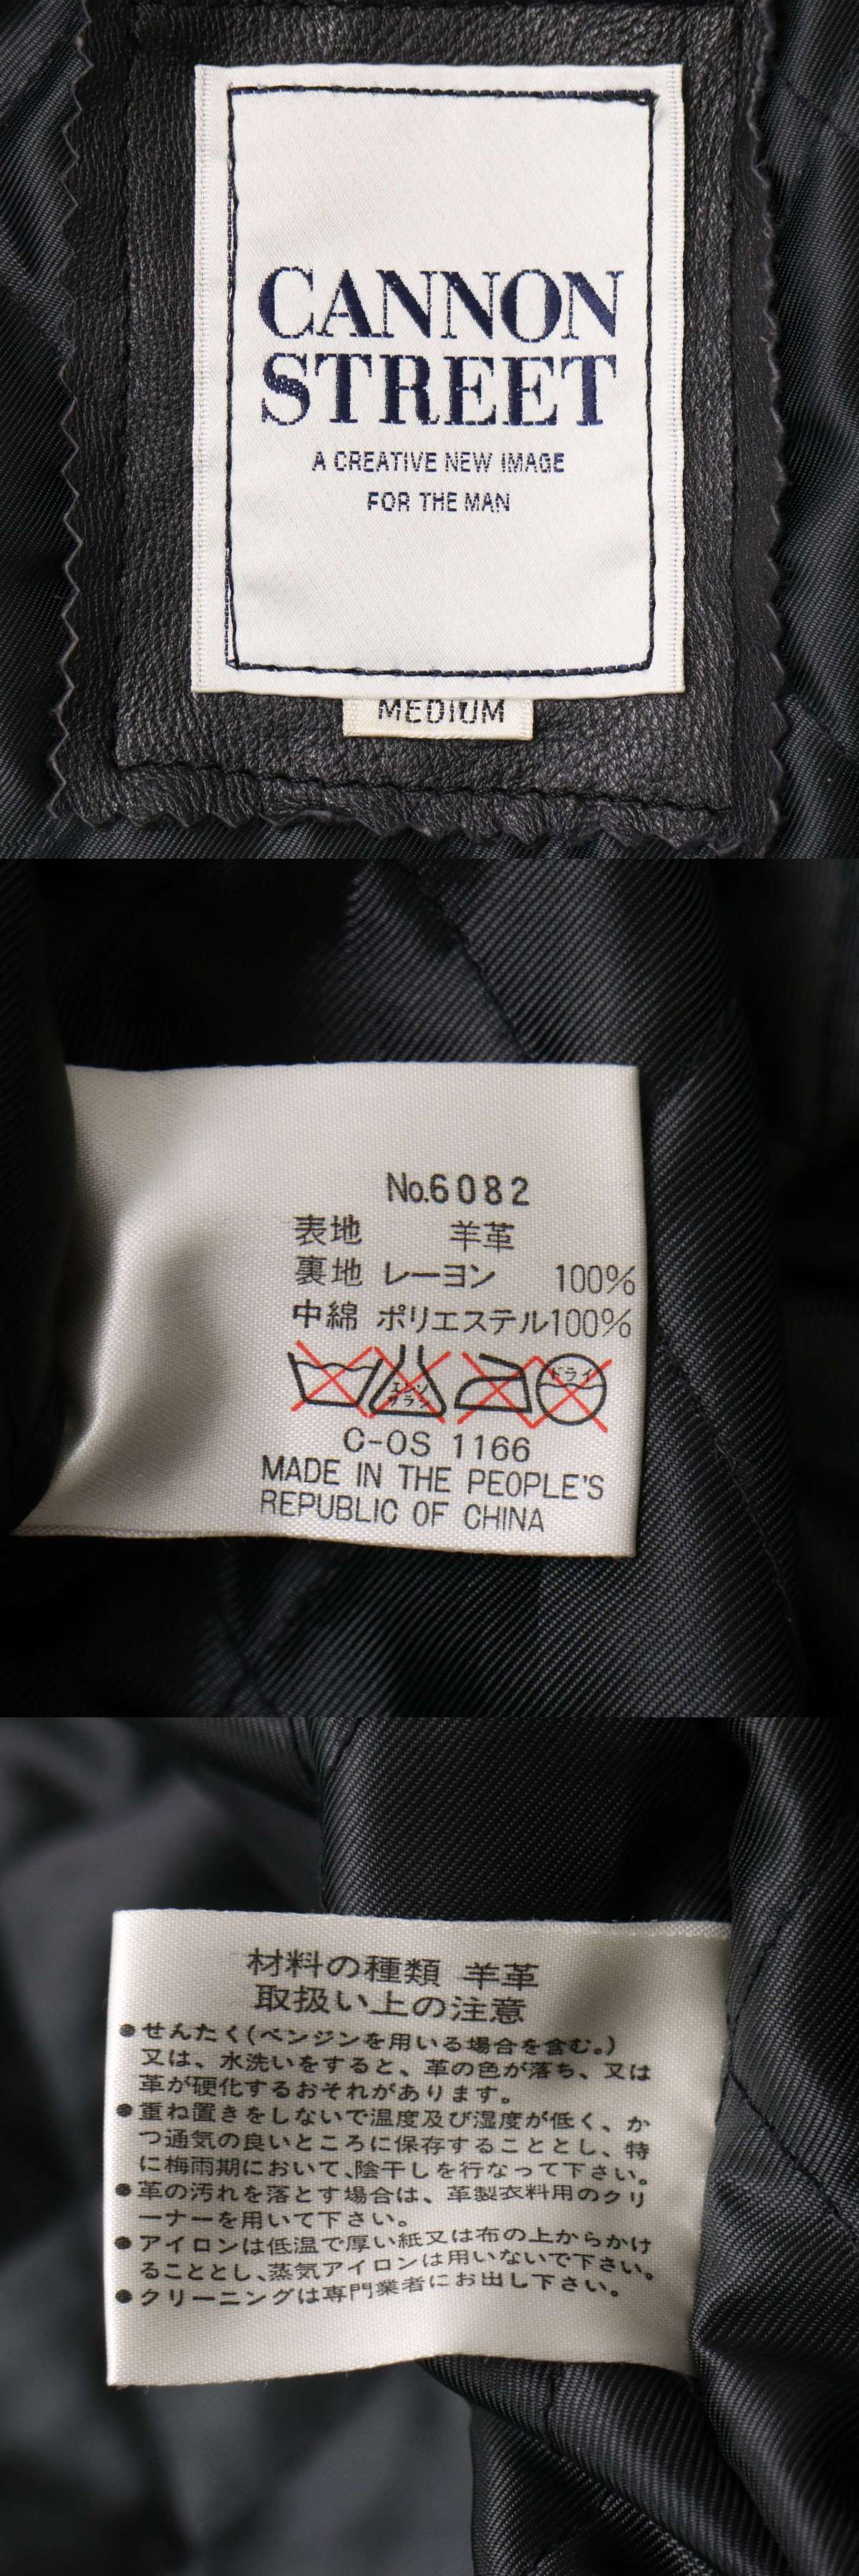 CANNON
STREET
A CREATIVE NEW IMAGE
FOR THE MAN
MEDIUM
No.6082
表地 羊革
裏地 レーヨン 100%
中綿 ポリエステル100%
エンソ
サラシ
ドライ
C-OS 1166
MADE IN THE PEOPLE'S
REPUBLIC OF CHINA
材料の種類 羊革
取扱い上の注意
●せんたく(ベンジンを用いる場合を含む。)
又は、水洗いをすると、革の色が落ち、又は
革が硬化するおそれがあります。
●重ね置きをしないで温度及び湿度が低く、か
つ通気の良いところに保存することとし、特
に梅雨期において、陰干しを行なって下さい。
●革の汚れを落とす場合は、革製衣料用のクリ
ーナーを用いて下さい。
●アイロンは低温で厚い紙又は布の上からかけ
ることとし、蒸気アイロンは用いないで下さい。
●クリーニングは専門業者にお出し下さい。